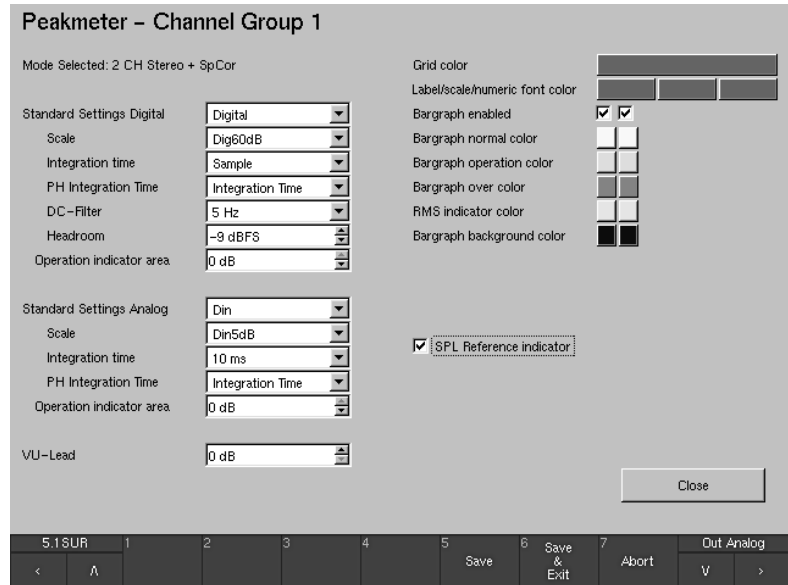 Peakmeter – Channel Group 1
Mode Selected: 2 CH Stereo + SpCor
Standard Settings Digital Digital
Scale Dig60dB
Integration time Sample
PH Integration Time Integration Time
DC–Filter 5 Hz
Headroom –9 dBFS
Operation indicator area 0 dB
Standard Settings Analog Din
Scale Din5dB
Integration time 10 ms
PH Integration Time Integration Time
Operation indicator area 0 dB
VU–Lead 0 dB
Grid color
Label/scale/numeric font color
Bargraph enabled
Bargraph normal color
Bargraph operation color
Bargraph over color
RMS indicator color
Bargraph background color
SPL Reference indicator
Close
5.1SUR 1 2 3 4 5 Save 6 Save & Exit 7 Abort Out Analog
< Λ V >